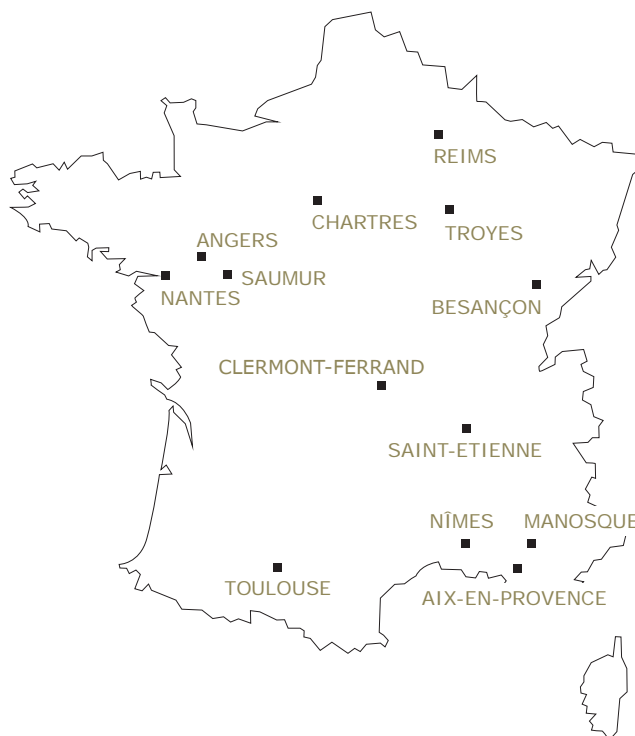 REIMS
CHARTRES
TROYES
ANGERS
SAUMUR
NANTES
BESANÇON
CLERMONT-FERRAND
SAINT-ETIENNE
NÎMES
MANOSQUE
TOULOUSE
AIX-EN-PROVENCE